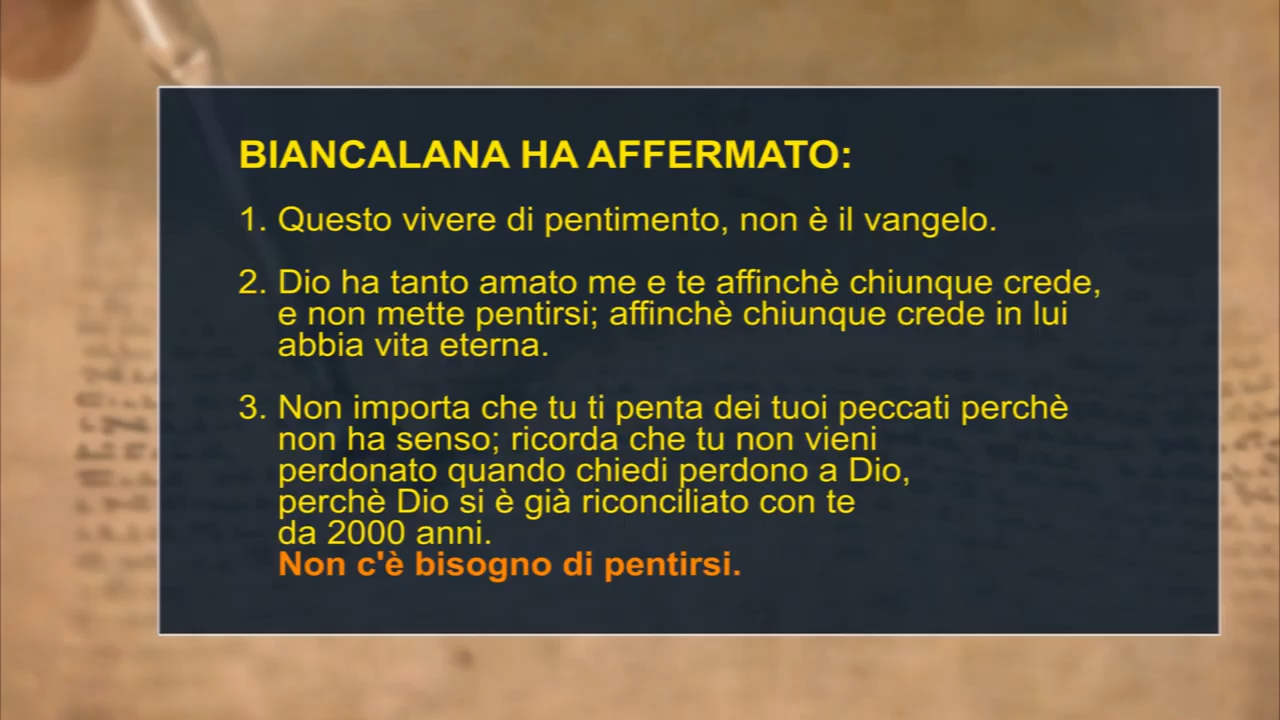 BIANCALANA HA AFFERMATO:
1. Questo vivere di pentimento, non è il vangelo.
2. Dio ha tanto amato me e te affinchè chiunque crede,
e non mette pentirsi; affinchè chiunque crede in lui
abbia vita eterna.
3. Non importa che tu ti penta dei tuoi peccati perchè
non ha senso; ricorda che tu non vieni
perdonato quando chiedi perdono a Dio,
perchè Dio si è già riconciliato con te
da 2000 anni.
Non c'è bisogno di pentirsi.